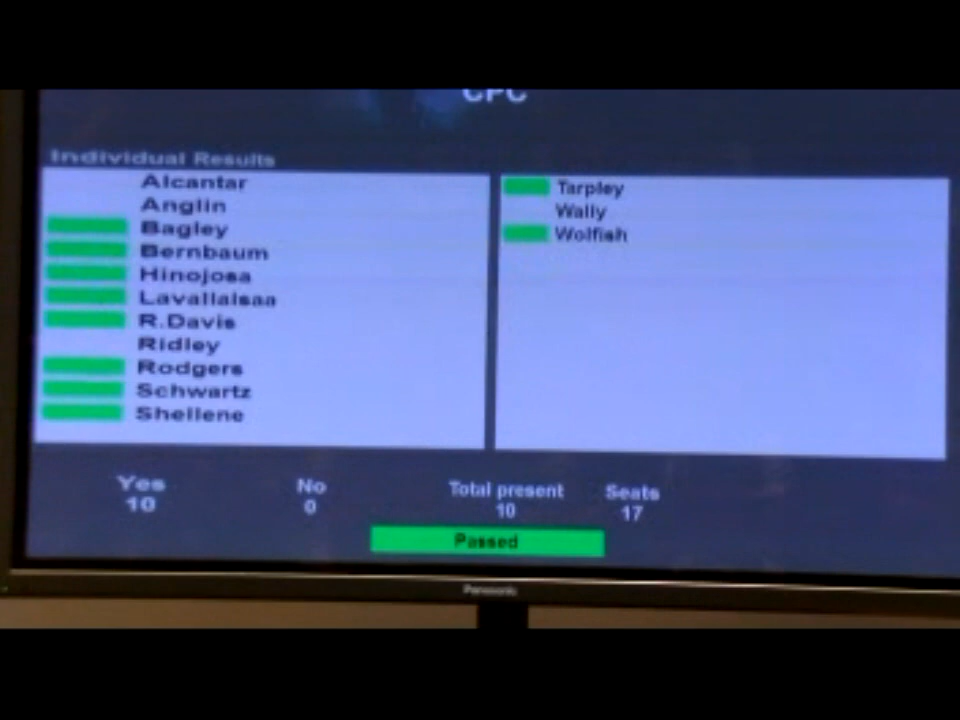 CPC
Individual Results
Alcantar
Anglin
Bagley
Bernbaum
Hinojosa
Lavallaisaa
R.Davis
Ridley
Rodgers
Schwartz
Shellene
Tarpley
Wally
Wolfish
Yes No Total present Seats
10 0 10 17
Passed
Panasonic